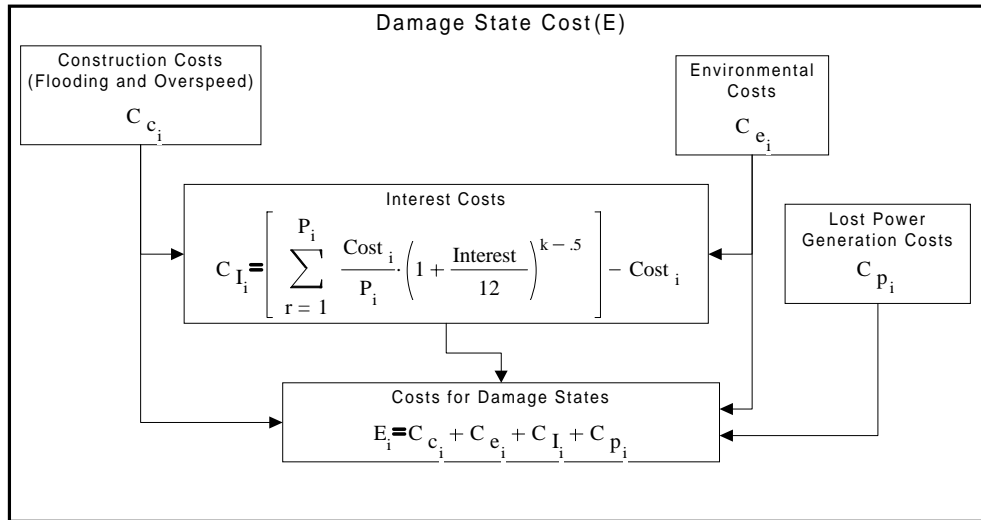 Damage State Cost(E)
Construction Costs
(Flooding and Overspeed)
C c_i
Environmental
Costs
C e_i
Interest Costs
C I_i = [ ∑_{r = 1}^{P_i} Cost_i / P_i · (1 + Interest / 12)^{k − .5} ] − Cost_i
Lost Power
Generation Costs
C p_i
Costs for Damage States
E_i = C c_i + C e_i + C I_i + C p_i